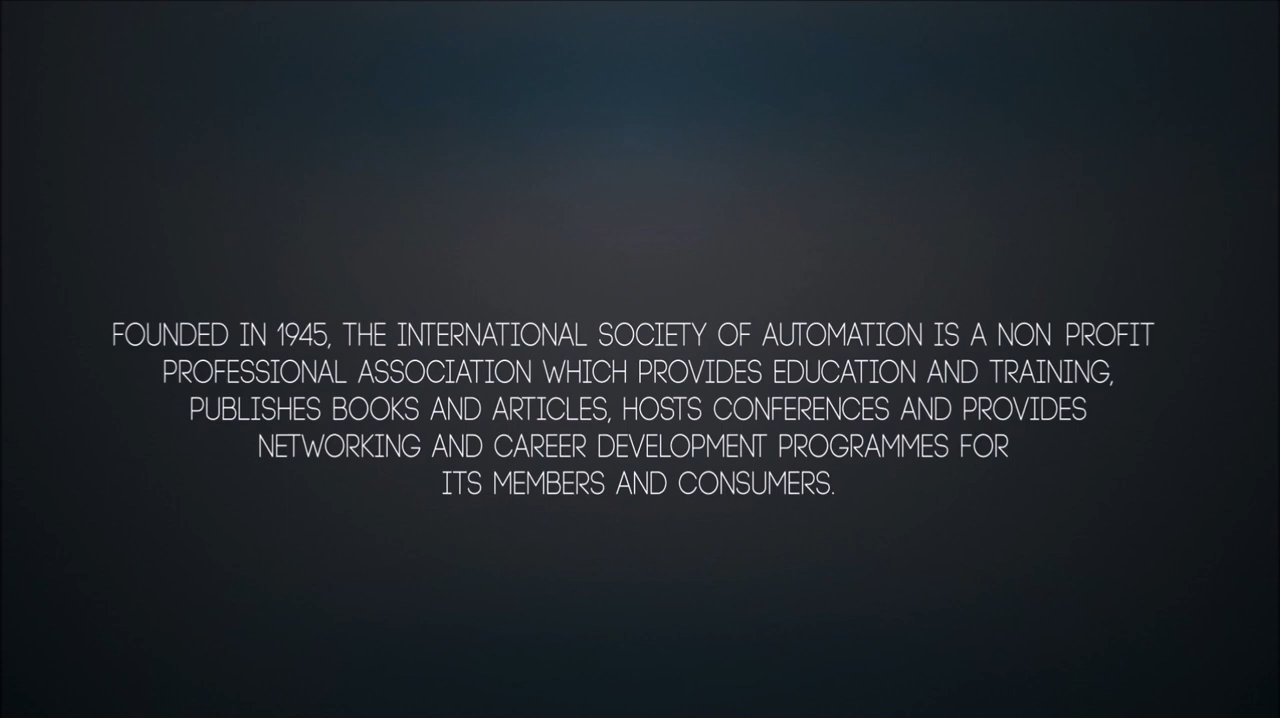 FOUNDED IN 1945, THE INTERNATIONAL SOCIETY OF AUTOMATION IS A NON PROFIT
PROFESSIONAL ASSOCIATION WHICH PROVIDES EDUCATION AND TRAINING,
PUBLISHES BOOKS AND ARTICLES, HOSTS CONFERENCES AND PROVIDES
NETWORKING AND CAREER DEVELOPMENT PROGRAMMES FOR
ITS MEMBERS AND CONSUMERS.